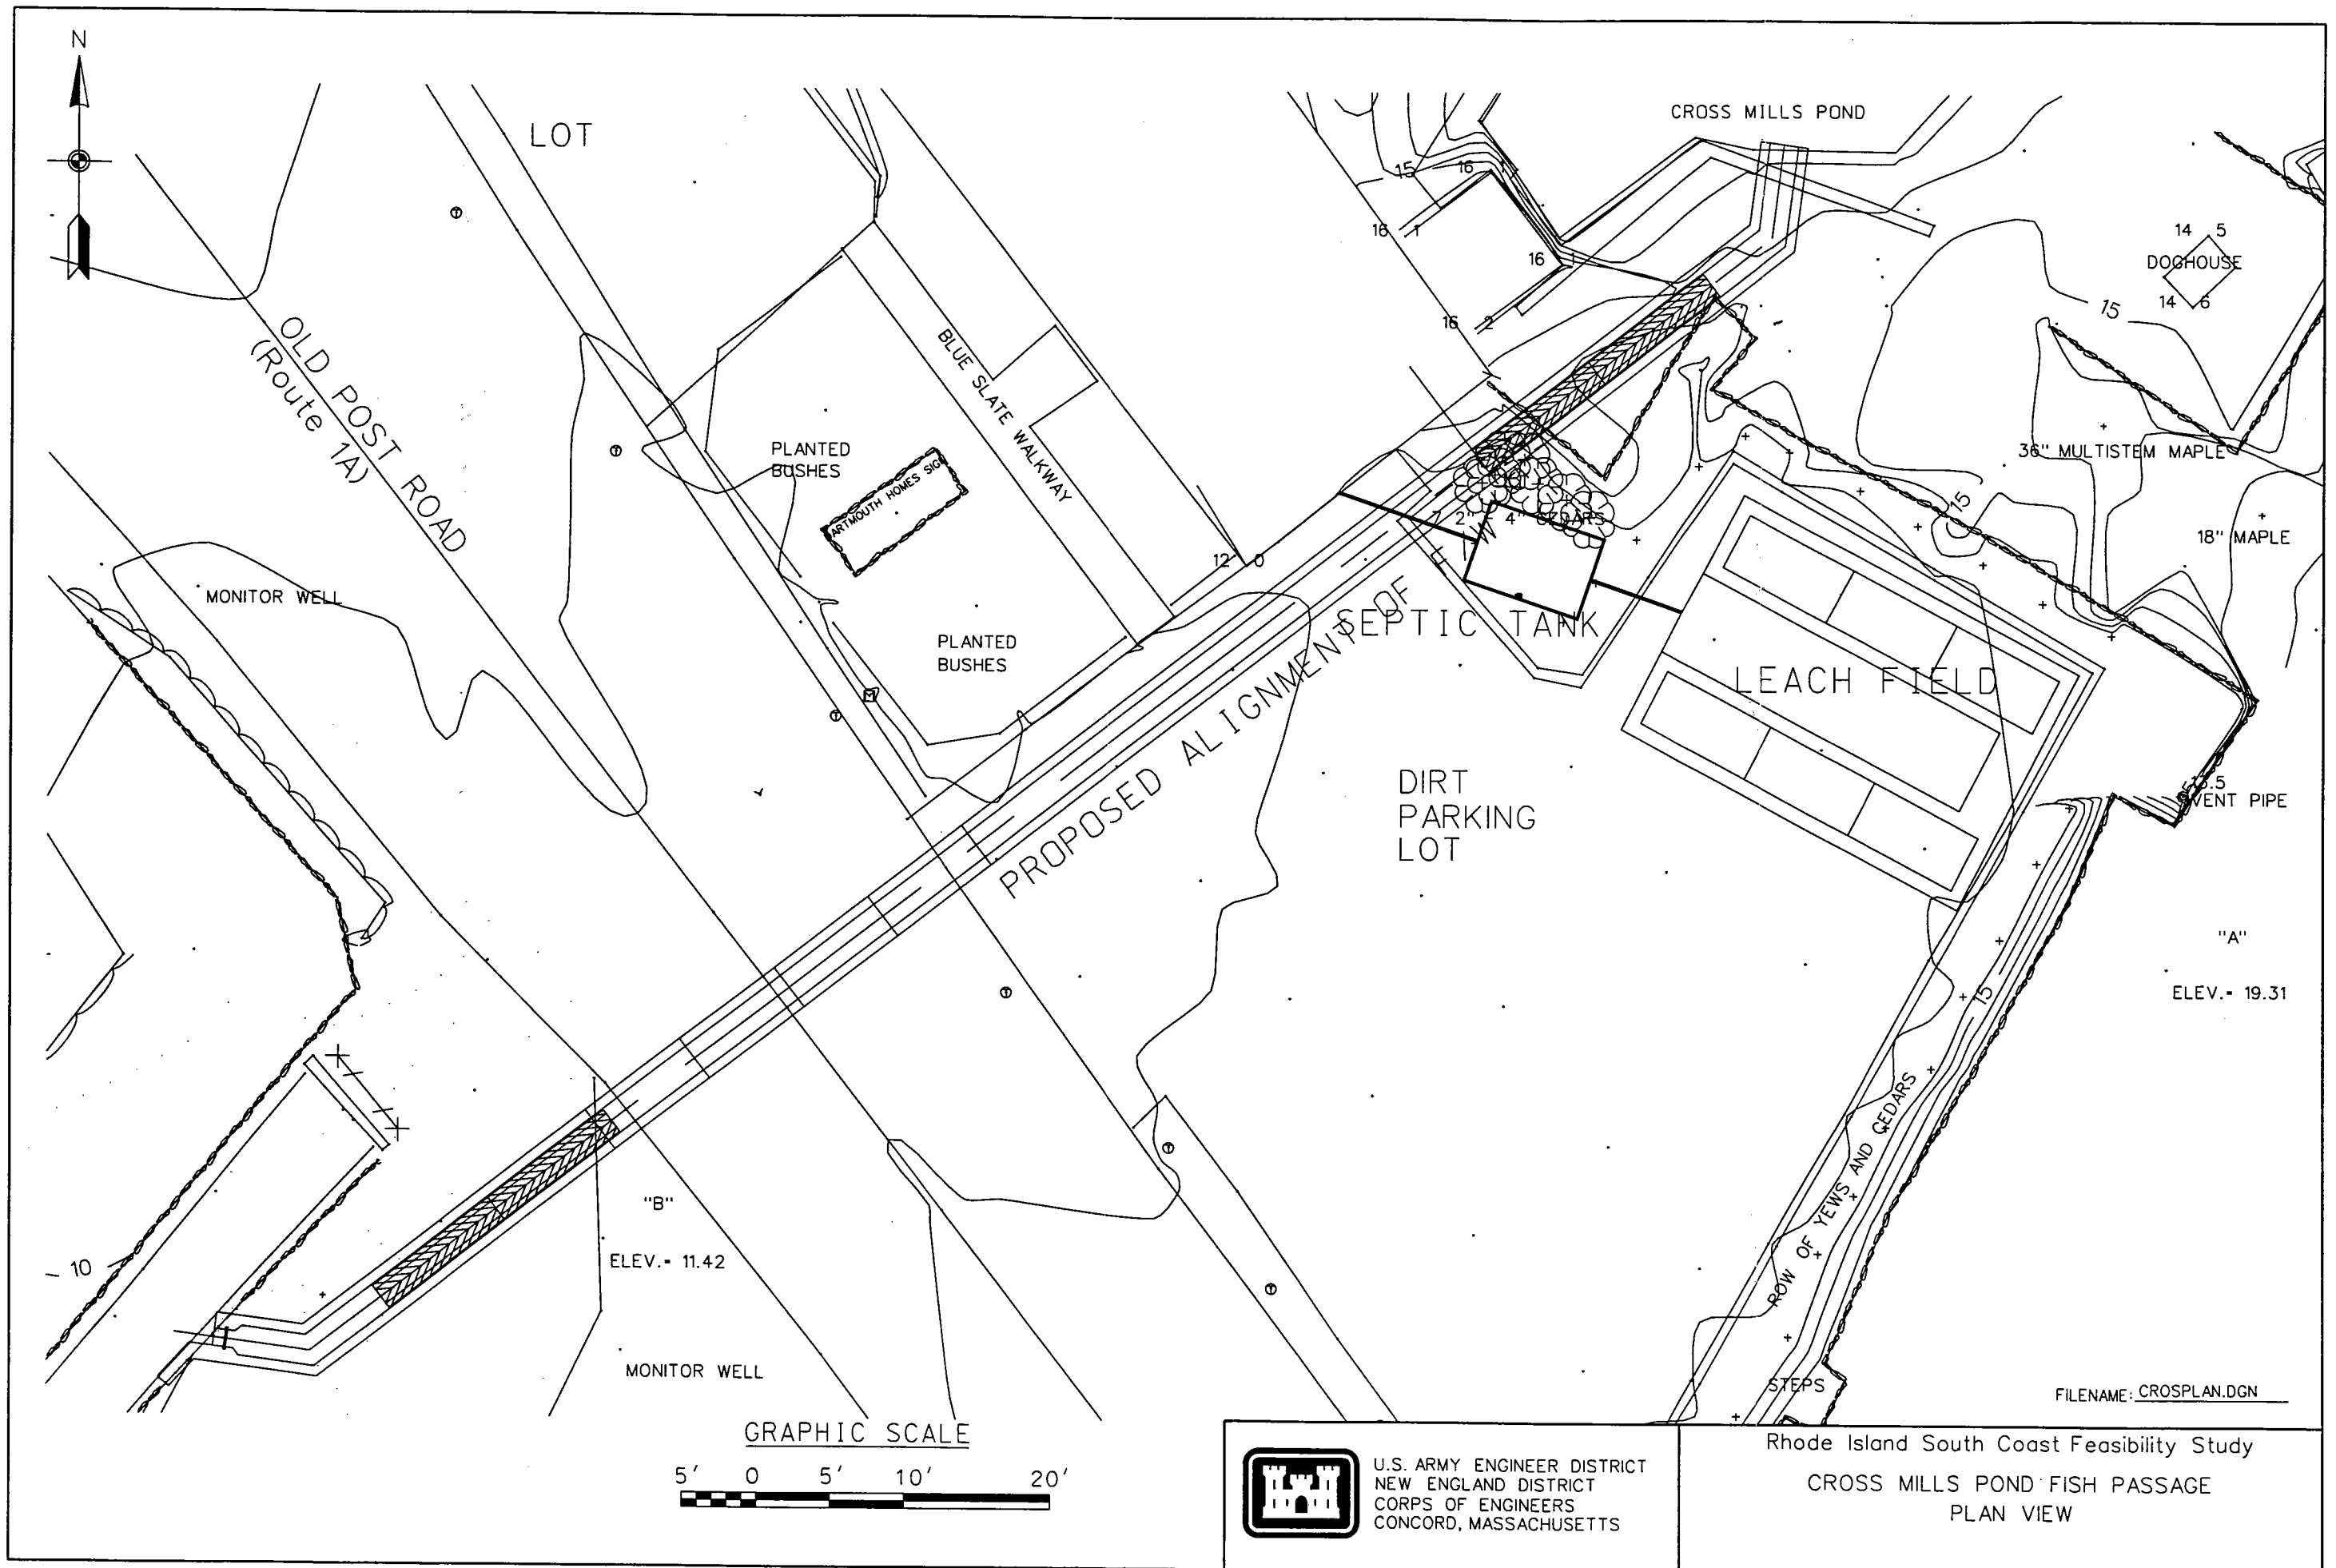 N
LOT
CROSS MILLS POND
15
16 1
16 1
16
16 2
14 5
DOGHOUSE
14 6
15
OLD POST ROAD
(Route 1A)
BLUE SLATE WALKWAY
PLANTED
BUSHES
ARTMOUTH HOMES SIGN
36" MULTISTEM MAPLE
15
18" MAPLE
7 2" - 4" CEDARS
12 0
MONITOR WELL
SEPTIC TANK
PLANTED
BUSHES
M
LEACH FIELD
PROPOSED ALIGNMENT OF
DIRT
PARKING
LOT
VENT PIPE
"A"
ELEV.= 19.31
15
ROW OF YEWS AND CEDARS
"B"
ELEV.= 11.42
10
MONITOR WELL
STEPS
FILENAME: CROSPLAN.DGN
GRAPHIC SCALE
5' 0 5' 10' 20'
U.S. ARMY ENGINEER DISTRICT
NEW ENGLAND DISTRICT
CORPS OF ENGINEERS
CONCORD, MASSACHUSETTS
Rhode Island South Coast Feasibility Study
CROSS MILLS POND FISH PASSAGE
PLAN VIEW